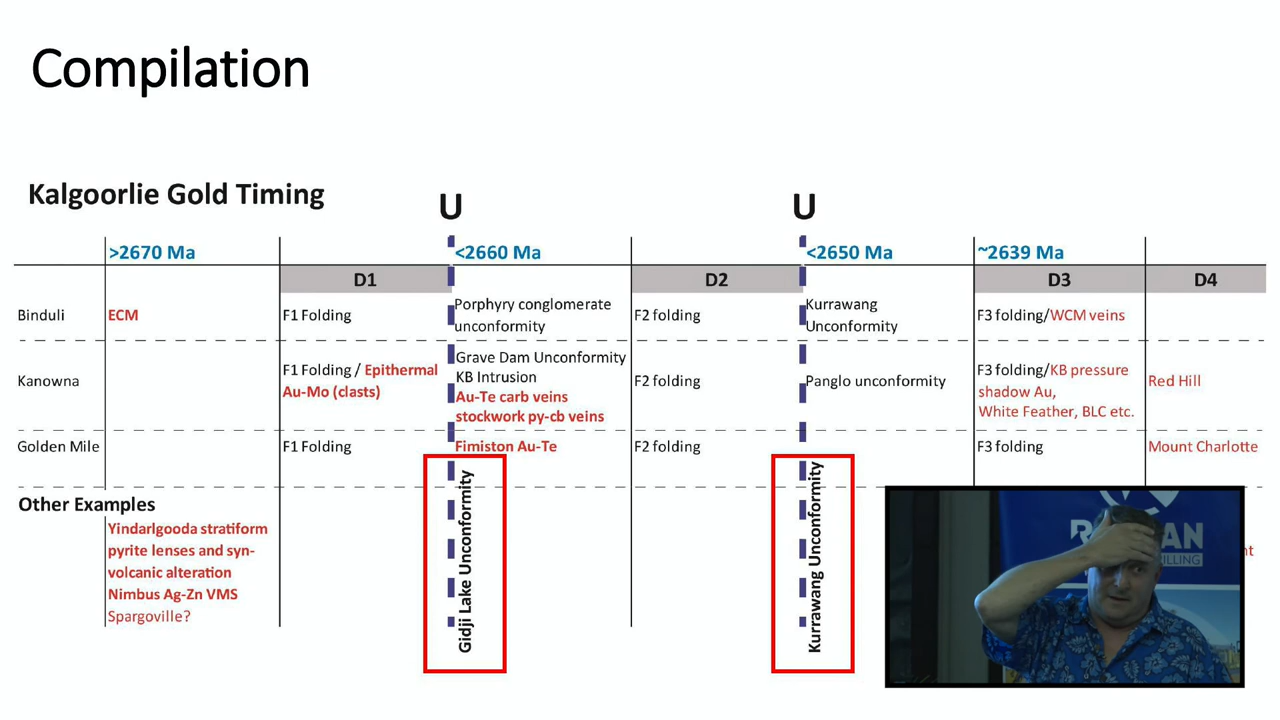 Compilation
Kalgoorlie Gold Timing
U
U
>2670 Ma
<2660 Ma
<2650 Ma
~2639 Ma
D1
D2
D3
D4
Binduli
ECM
F1 Folding
Porphyry conglomerate
unconformity
F2 folding
Kurrawang
Unconformity
F3 folding/WCM veins
Kanowna
F1 Folding / Epithermal
Au-Mo (clasts)
Grave Dam Unconformity
KB Intrusion
Au-Te carb veins
stockwork py-cb veins
F2 folding
Panglo unconformity
F3 folding/KB pressure
shadow Au,
White Feather, BLC etc.
Red Hill
Golden Mile
F1 Folding
Fimiston Au-Te
F2 folding
F3 folding
Mount Charlotte
Other Examples
Yindarlgooda stratiform
pyrite lenses and syn-
volcanic alteration
Nimbus Ag-Zn VMS
Spargoville?
Gidji Lake Unconformity
Kurrawang Unconformity